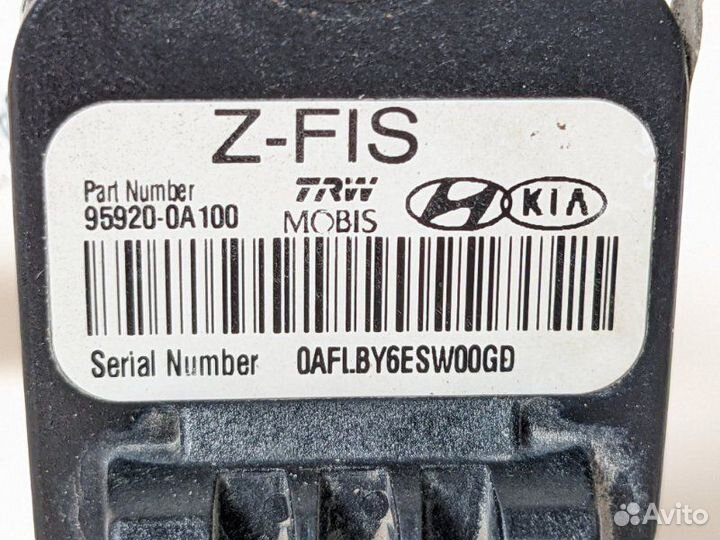 Z-FIS
Part Number
95920-0A100
TRW
MOBIS
KIA
Serial Number 0AFLBY6ESW00GD
Avito